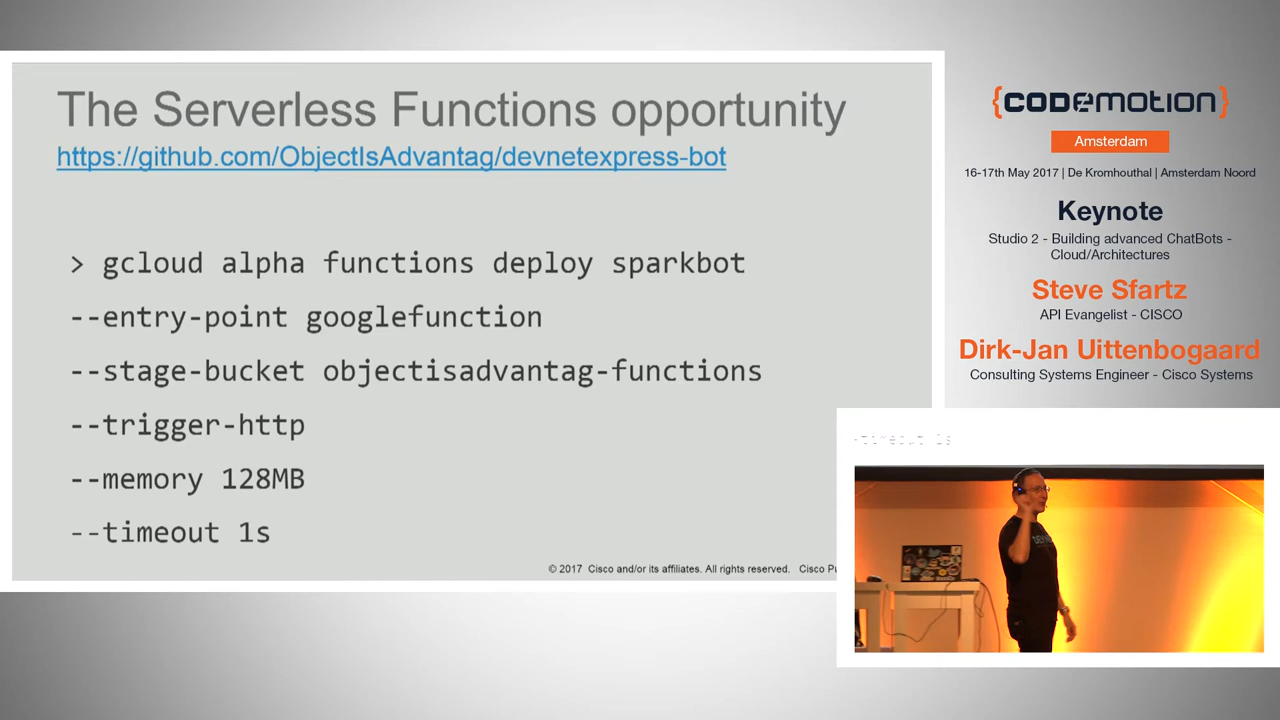 The Serverless Functions opportunity
https://github.com/ObjectIsAdvantag/devnetexpress-bot
> gcloud alpha functions deploy sparkbot
--entry-point googlefunction
--stage-bucket objectisadvantag-functions
--trigger-http
--memory 128MB
--timeout 1s
© 2017 Cisco and/or its affiliates. All rights reserved. Cisco
{CODEMOTION}
Amsterdam
16-17th May 2017 | De Kromhouthal | Amsterdam Noord
Keynote
Studio 2 - Building advanced ChatBots -
Cloud/Architectures
Steve Sfartz
API Evangelist - CISCO
Dirk-Jan Uittenbogaard
Consulting Systems Engineer - Cisco Systems
-timeout 1s